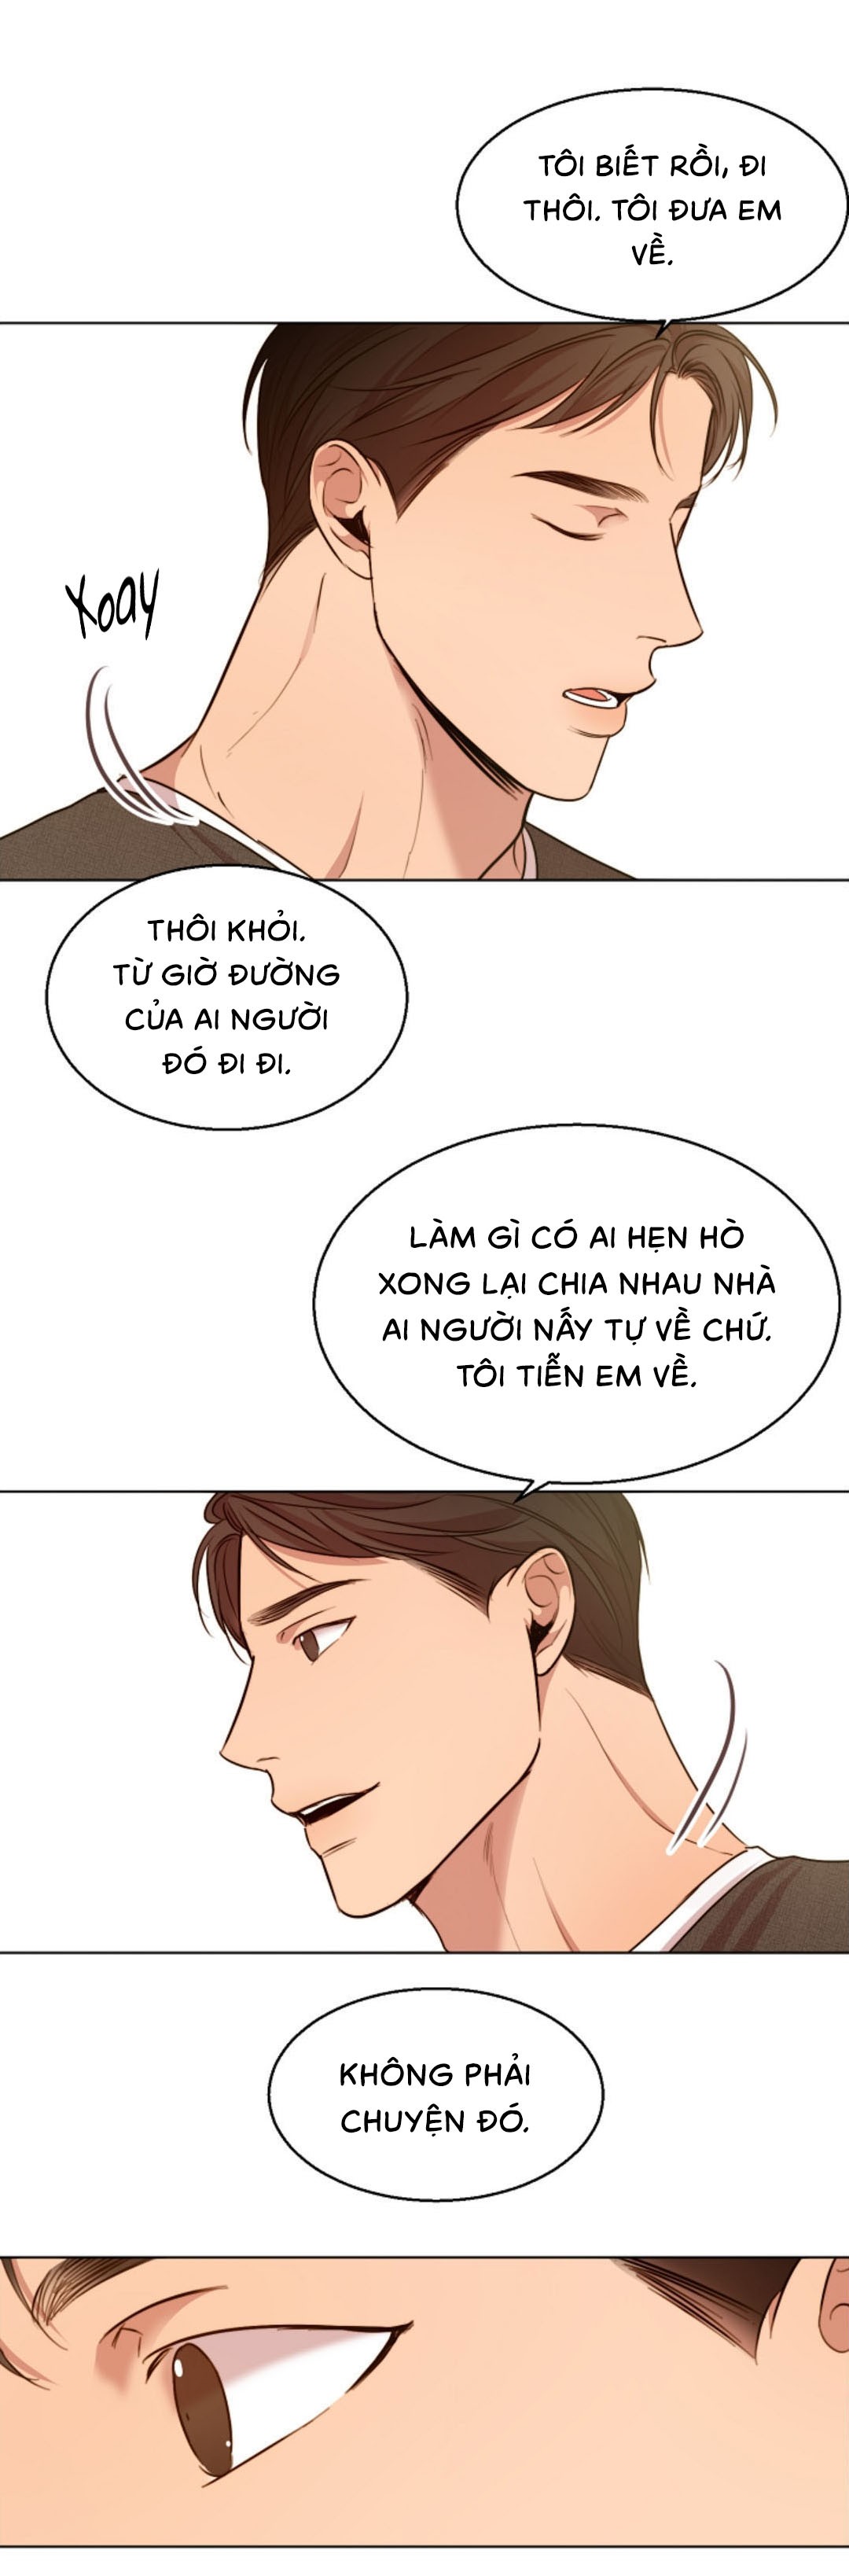 TÔI BIẾT RỒI, ĐI
THÔI. TÔI ĐƯA EM
VỀ.
Xoay
THÔI KHỎI.
TỪ GIỜ ĐƯỜNG
CỦA AI NGƯỜI
ĐÓ ĐI ĐI.
LÀM GÌ CÓ AI HẸN HÒ
XONG LẠI CHIA NHAU NHÀ
AI NGƯỜI NẤY TỰ VỀ CHỨ.
TÔI TIỄN EM VỀ.
KHÔNG PHẢI
CHUYỆN ĐÓ.